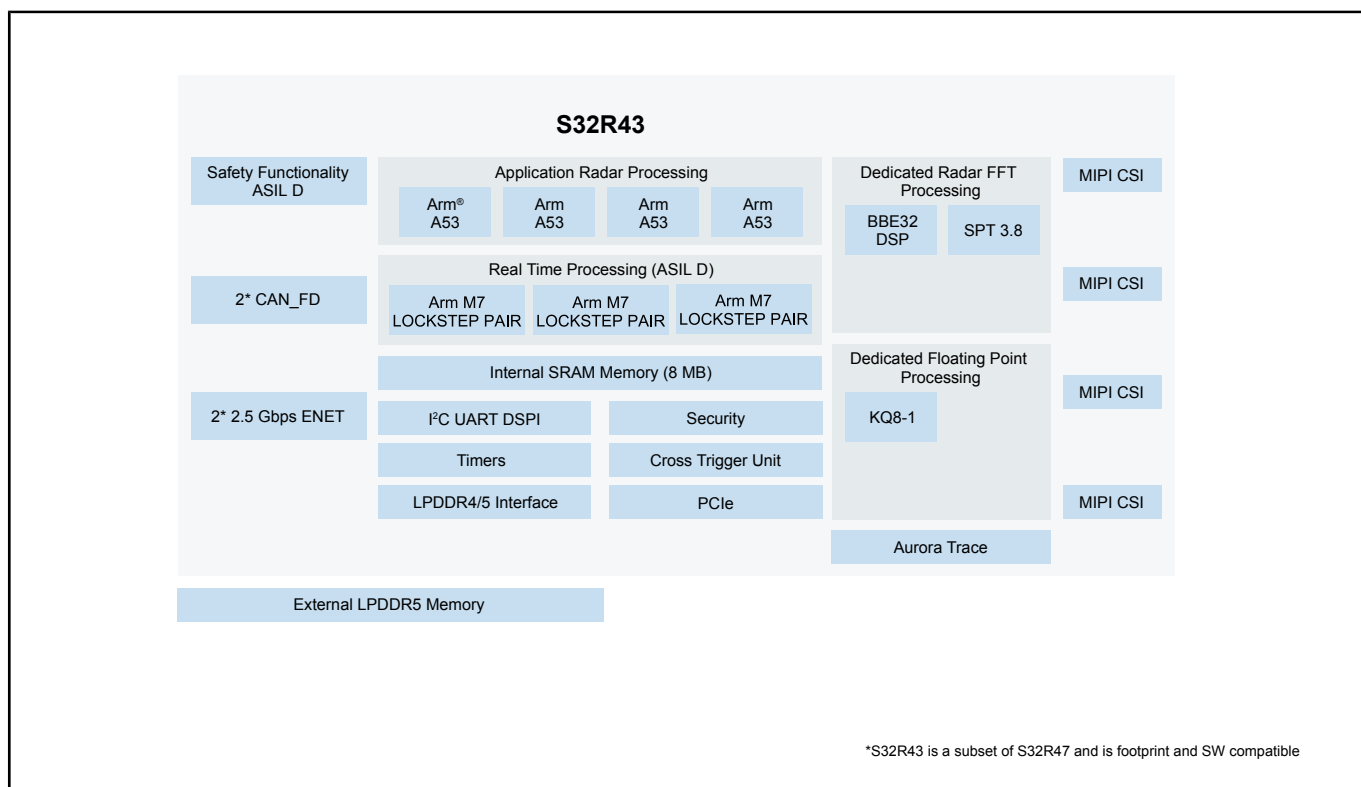 S32R43
Safety Functionality
ASIL D
2* CAN_FD
2* 2.5 Gbps ENET
Application Radar Processing
Arm®
A53
Arm
A53
Arm
A53
Arm
A53
Real Time Processing (ASIL D)
Arm M7
LOCKSTEP PAIR
Arm M7
LOCKSTEP PAIR
Arm M7
LOCKSTEP PAIR
Internal SRAM Memory (8 MB)
I²C UART DSPI
Security
Timers
Cross Trigger Unit
LPDDR4/5 Interface
PCIe
Dedicated Radar FFT
Processing
BBE32
DSP
SPT 3.8
Dedicated Floating Point
Processing
KQ8-1
Aurora Trace
MIPI CSI
MIPI CSI
MIPI CSI
MIPI CSI
External LPDDR5 Memory
*S32R43 is a subset of S32R47 and is footprint and SW compatible